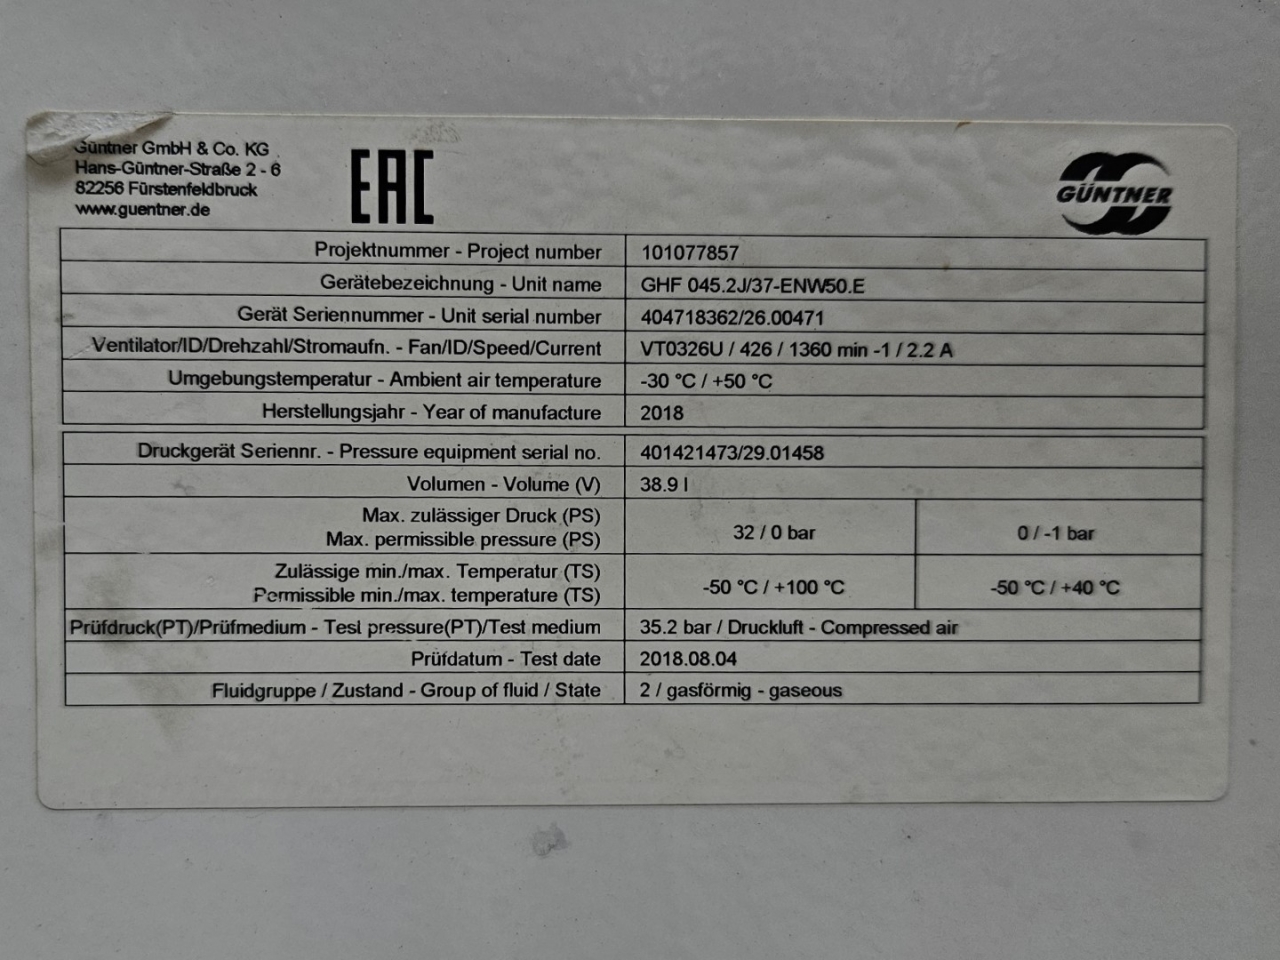 Güntner GmbH & Co. KG
Hans-Güntner-Straße 2 - 6
82256 Fürstenfeldbruck
www.guentner.de
EAC
GÜNTNER
Projektnummer - Project number 101077857
Gerätebezeichnung - Unit name GHF 045.2J/37-ENW50.E
Gerät Seriennummer - Unit serial number 404718362/26.00471
Ventilator/ID/Drehzahl/Stromaufn. - Fan/ID/Speed/Current VT0326U / 426 / 1360 min -1 / 2.2 A
Umgebungstemperatur - Ambient air temperature -30 °C / +50 °C
Herstellungsjahr - Year of manufacture 2018
Druckgerät Seriennr. - Pressure equipment serial no. 401421473/29.01458
Volumen - Volume (V) 38.9 l
Max. zulässiger Druck (PS)
Max. permissible pressure (PS) 32 / 0 bar 0 / -1 bar
Zulässige min./max. Temperatur (TS)
Permissible min./max. temperature (TS) -50 °C / +100 °C -50 °C / +40 °C
Prüfdruck(PT)/Prüfmedium - Test pressure(PT)/Test medium 35.2 bar / Druckluft - Compressed air
Prüfdatum - Test date 2018.08.04
Fluidgruppe / Zustand - Group of fluid / State 2 / gasförmig - gaseous